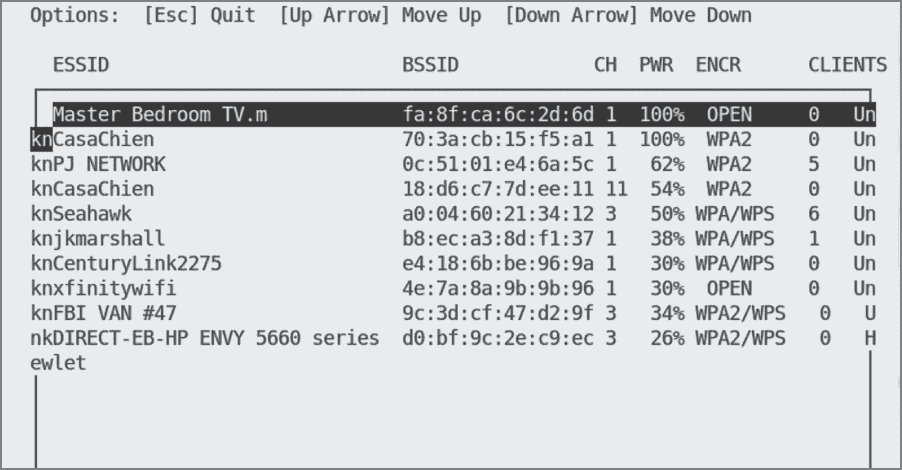 Options:  [Esc] Quit  [Up Arrow] Move Up  [Down Arrow] Move Down
ESSID BSSID CH PWR ENCR CLIENTS
Master Bedroom TV.m fa:8f:ca:6c:2d:6d 1 100% OPEN 0 Un
knCasaChien 70:3a:cb:15:f5:a1 1 100% WPA2 0 Un
knPJ NETWORK 0c:51:01:e4:6a:5c 1 62% WPA2 5 Un
knCasaChien 18:d6:c7:7d:ee:11 11 54% WPA2 0 Un
knSeahawk a0:04:60:21:34:12 3 50% WPA/WPS 6 Un
knjkmarshall b8:ec:a3:8d:f1:37 1 38% WPA/WPS 1 Un
knCenturyLink2275 e4:18:6b:be:96:9a 1 30% WPA/WPS 0 Un
knxfinitywifi 4e:7a:8a:9b:9b:96 1 30% OPEN 0 Un
knFBI VAN #47 9c:3d:cf:47:d2:9f 3 34% WPA2/WPS 0 U
nkDIRECT-EB-HP ENVY 5660 series d0:bf:9c:2e:c9:ec 3 26% WPA2/WPS 0 H
ewlet